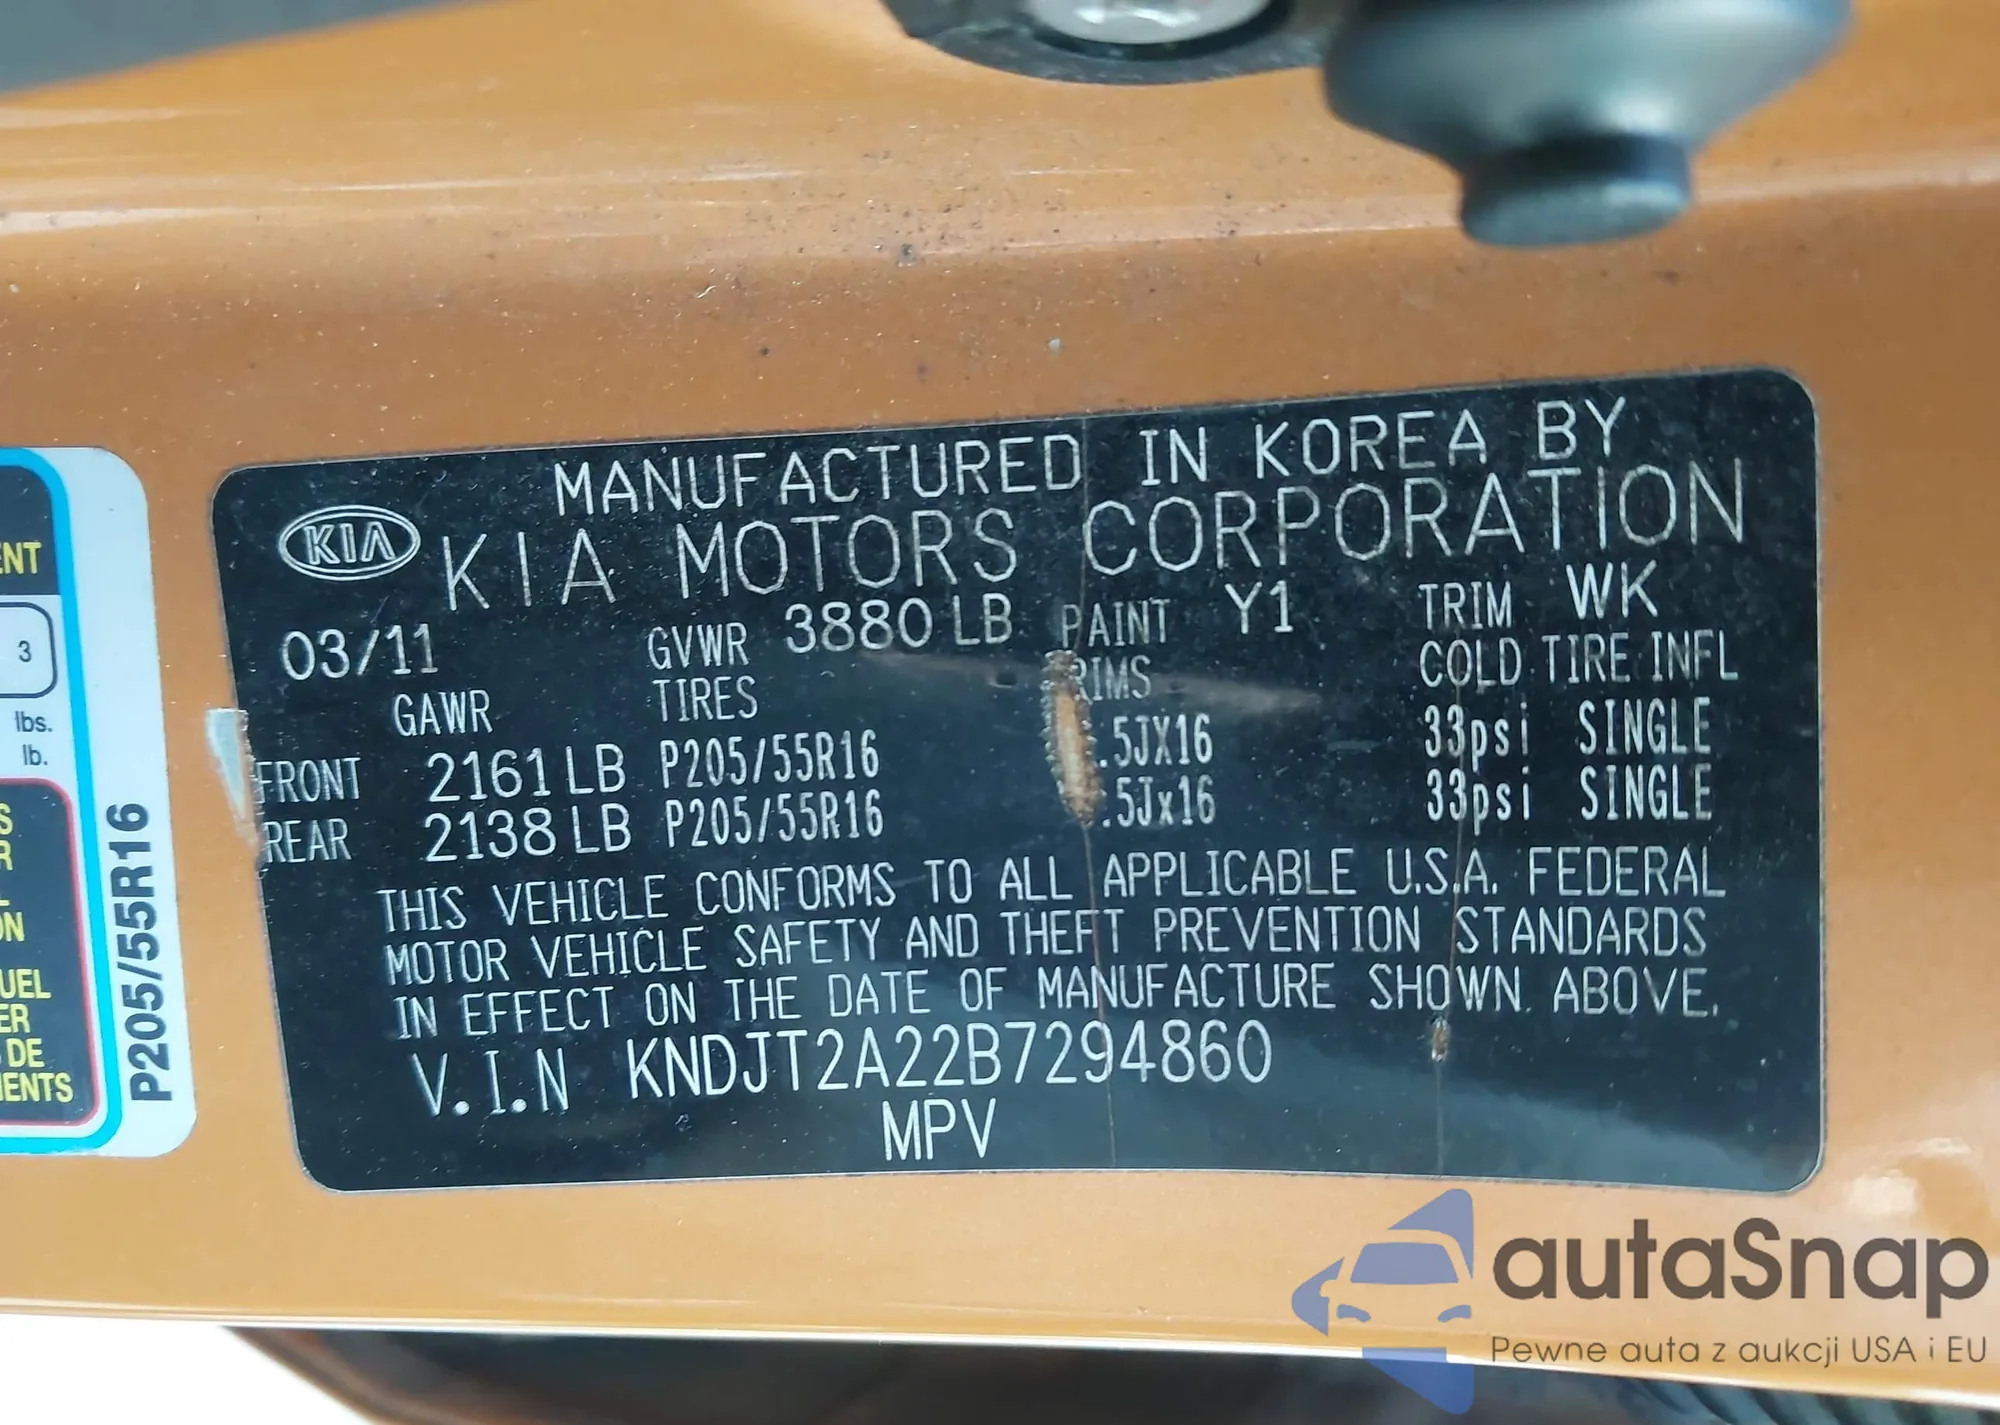 MANUFACTURED IN KOREA BY
KIA KIA MOTORS CORPORATION
03/11 GVWR 3880 LB PAINT Y1 TRIM WK
GAWR TIRES RIMS COLD TIRE INFL
FRONT 2161 LB P205/55R16 .5JX16 33psi SINGLE
REAR 2138 LB P205/55R16 .5Jx16 33psi SINGLE
THIS VEHICLE CONFORMS TO ALL APPLICABLE U.S.A. FEDERAL
MOTOR VEHICLE SAFETY AND THEFT PREVENTION STANDARDS
IN EFFECT ON THE DATE OF MANUFACTURE SHOWN ABOVE.
V.I.N KNDJT2A22B7294860
MPV
3
lbs.
lb.
DE
P205/55R16
autaSnap
Pewne auta z aukcji USA i EU